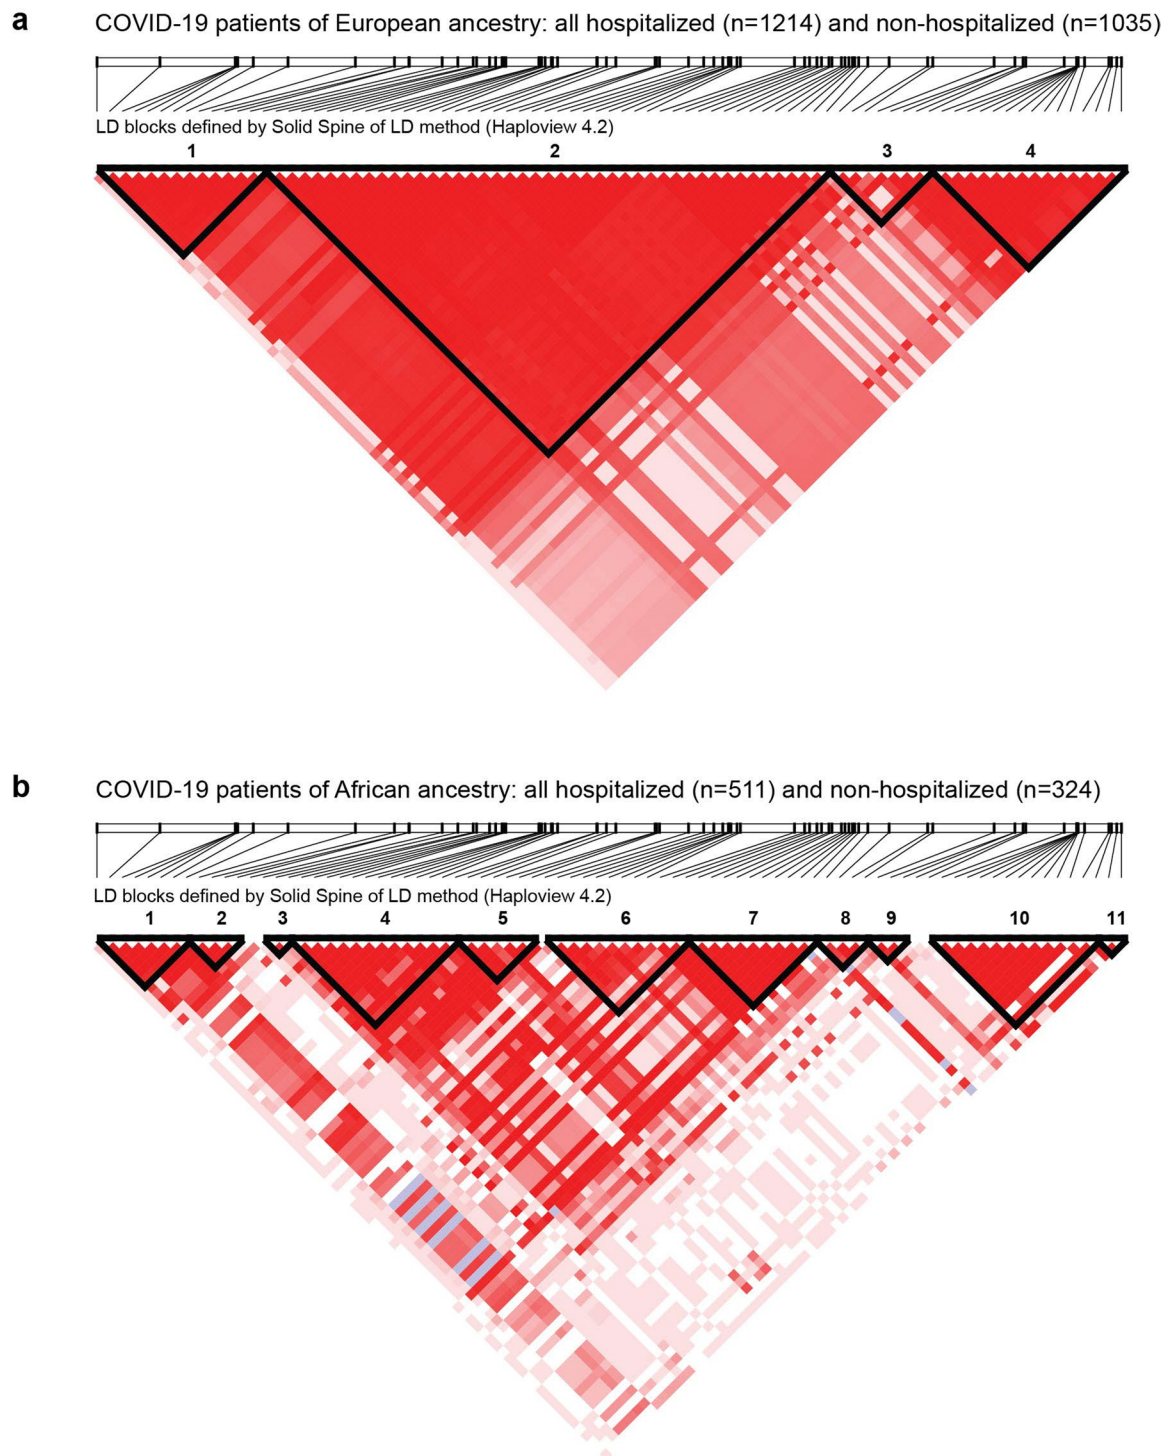 a COVID-19 patients of European ancestry: all hospitalized (n=1214) and non-hospitalized (n=1035)
LD blocks defined by Solid Spine of LD method (Haploview 4.2)
1 2 3 4
b COVID-19 patients of African ancestry: all hospitalized (n=511) and non-hospitalized (n=324)
LD blocks defined by Solid Spine of LD method (Haploview 4.2)
1 2 3 4 5 6 7 8 9 10 11